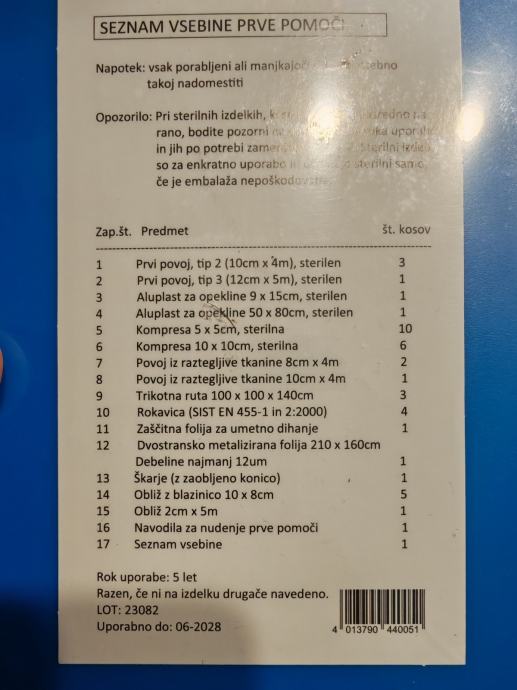 SEZNAM VSEBINE PRVE POMOČI
Napotek: vsak porabljeni ali
takoj nadomestiti
Opozorilo: Pri sterilnih izdelkih,
rano, bodite pozorni
in jih po potrebi
so za enkratno uporabo sterilni samo,
če je embalaža
Zap.št. Predmet št. kosov
1 Prvi povoj, tip 2 (10cm x 4m), sterilen 3
2 Prvi povoj, tip 3 (12cm x 5m), sterilen 1
3 Aluplast za opekline 9 x 15cm, sterilen 1
4 Aluplast za opekline 50 x 80cm, sterilen 1
5 Kompresa 5 x 5cm, sterilna 10
6 Kompresa 10 x 10cm, sterilna 6
7 Povoj iz raztegljive tkanine 8cm x 4m 2
8 Povoj iz raztegljive tkanine 10cm x 4m 1
9 Trikotna ruta 100 x 100 x 140cm 3
10 Rokavica (SIST EN 455-1 in 2:2000) 4
11 Zaščitna folija za umetno dihanje 1
12 Dvostransko metalizirana folija 210 x 160cm
Debeline najmanj 12um 1
13 Škarje (z zaobljeno konico) 1
14 Obliž z blazinico 10 x 8cm 5
15 Obliž 2cm x 5m 1
16 Navodila za nudenje prve pomoči 1
17 Seznam vsebine 1
Rok uporabe: 5 let
Razen, če ni na izdelku drugače navedeno.
LOT: 23082
Uporabno do: 06-2028
4 013790 440051